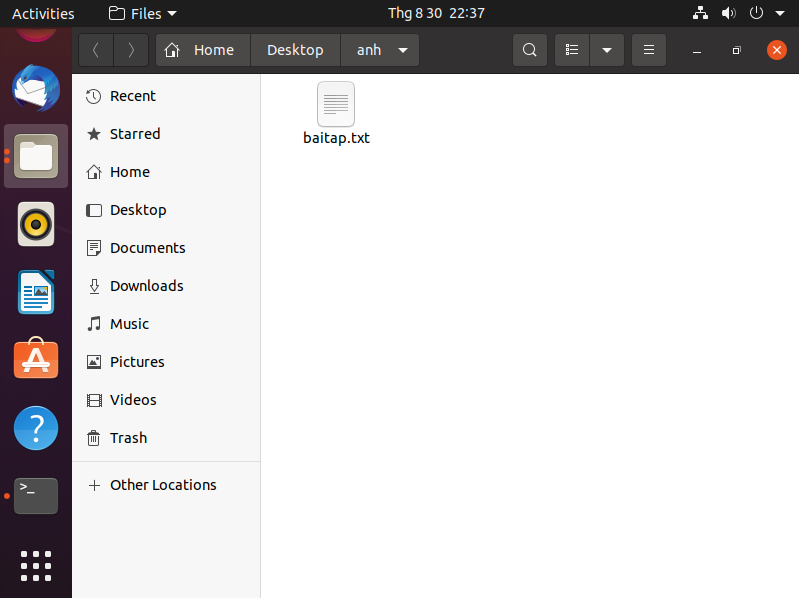 Activities Files Thg 8 30 22:37
Home Desktop anh
Recent
Starred
Home
Desktop
Documents
Downloads
Music
Pictures
Videos
Trash
Other Locations
baitap.txt